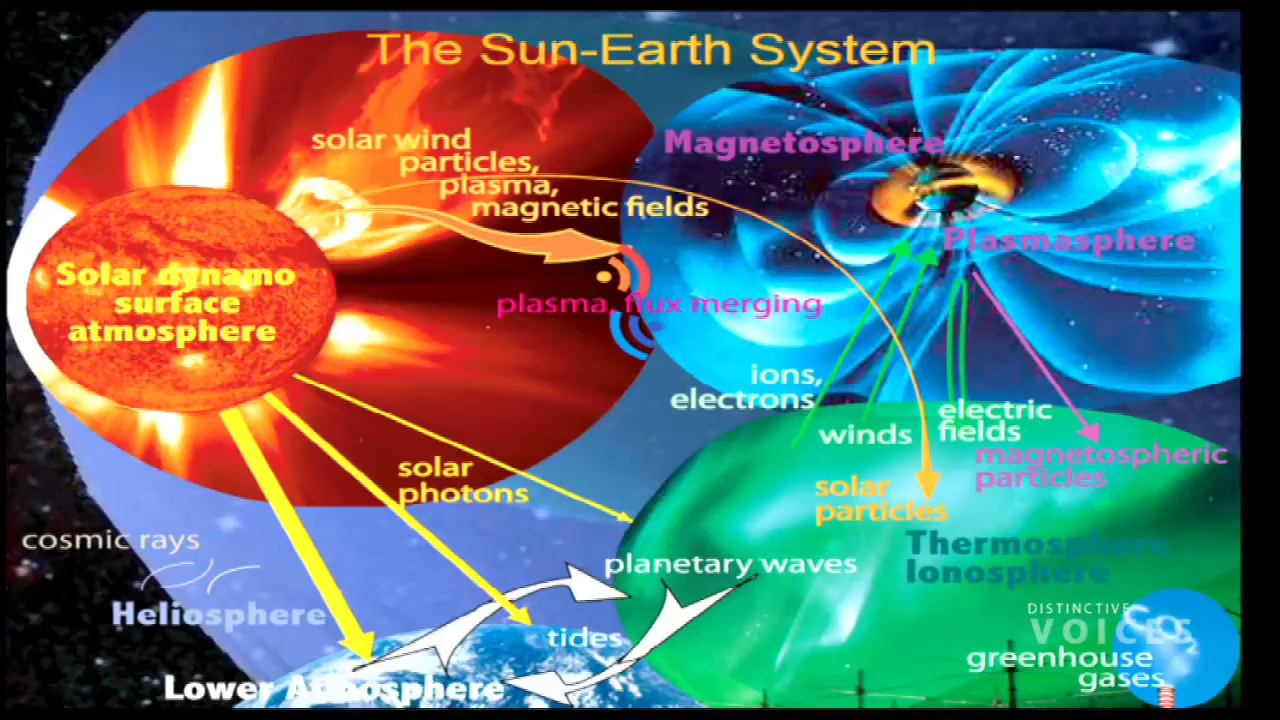 The Sun-Earth System
solar wind
particles,
plasma,
magnetic fields
Magnetosphere
Plasmasphere
Solar dynamo
surface
atmosphere
plasma, flux merging
ions,
electrons
winds
electric
fields
magnetospheric
particles
solar
photons
solar
particles
cosmic rays
Thermosphere
Ionosphere
planetary waves
Heliosphere
tides
DISTINCTIVE
VOICES
CO₂
greenhouse
gases
Lower Atmosphere